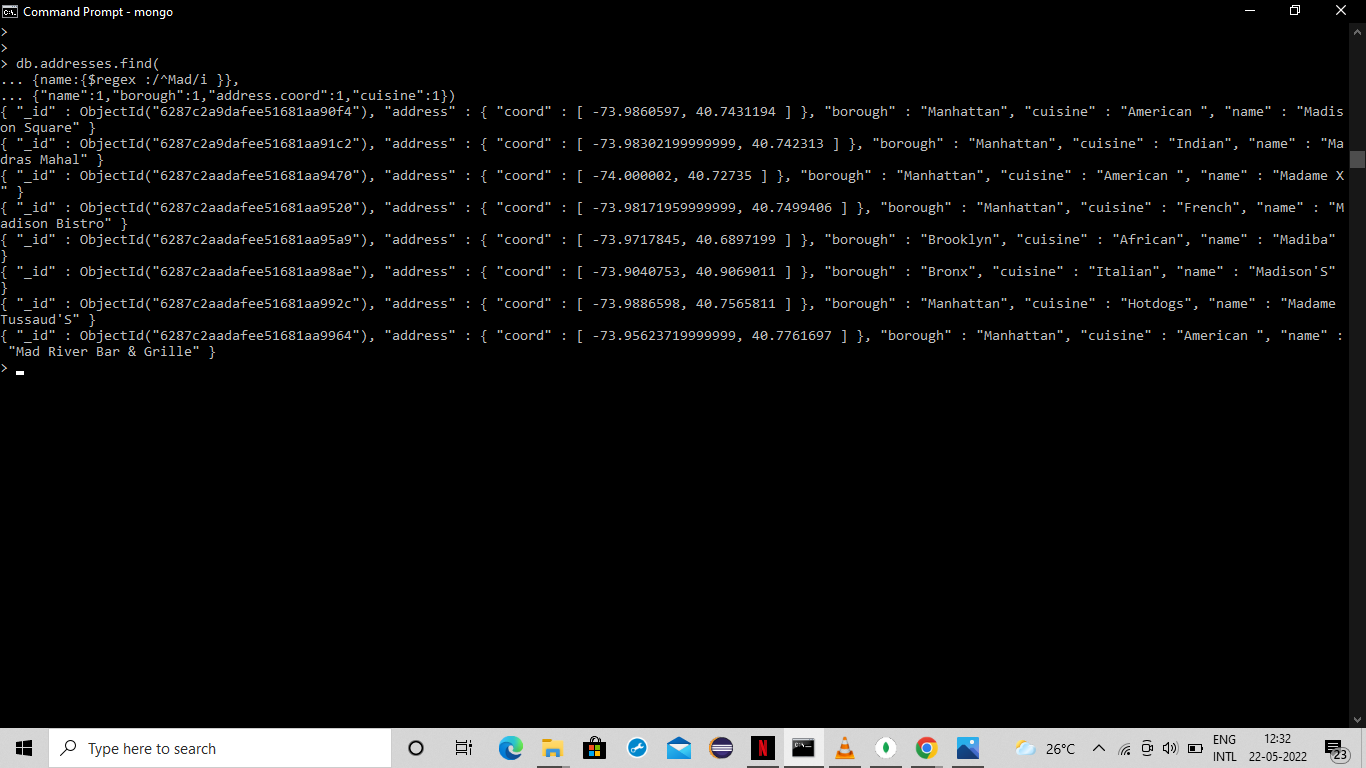 Command Prompt - mongo
>
>
> db.addresses.find(
... {name:{$regex :/^Mad/i }},
... {"name":1,"borough":1,"address.coord":1,"cuisine":1})
{ "_id" : ObjectId("6287c2a9dafee51681aa90f4"), "address" : { "coord" : [ -73.9860597, 40.7431194 ] }, "borough" : "Manhattan", "cuisine" : "American ", "name" : "Madis
on Square" }
{ "_id" : ObjectId("6287c2a9dafee51681aa91c2"), "address" : { "coord" : [ -73.98302199999999, 40.742313 ] }, "borough" : "Manhattan", "cuisine" : "Indian", "name" : "Ma
dras Mahal" }
{ "_id" : ObjectId("6287c2aadafee51681aa9470"), "address" : { "coord" : [ -74.000002, 40.72735 ] }, "borough" : "Manhattan", "cuisine" : "American ", "name" : "Madame X
" }
{ "_id" : ObjectId("6287c2aadafee51681aa9520"), "address" : { "coord" : [ -73.98171959999999, 40.7499406 ] }, "borough" : "Manhattan", "cuisine" : "French", "name" : "M
adison Bistro" }
{ "_id" : ObjectId("6287c2aadafee51681aa95a9"), "address" : { "coord" : [ -73.9717845, 40.6897199 ] }, "borough" : "Brooklyn", "cuisine" : "African", "name" : "Madiba"
}
{ "_id" : ObjectId("6287c2aadafee51681aa98ae"), "address" : { "coord" : [ -73.9040753, 40.9069011 ] }, "borough" : "Bronx", "cuisine" : "Italian", "name" : "Madison'S"
}
{ "_id" : ObjectId("6287c2aadafee51681aa992c"), "address" : { "coord" : [ -73.9886598, 40.7565811 ] }, "borough" : "Manhattan", "cuisine" : "Hotdogs", "name" : "Madame
Tussaud'S" }
{ "_id" : ObjectId("6287c2aadafee51681aa9964"), "address" : { "coord" : [ -73.95623719999999, 40.7761697 ] }, "borough" : "Manhattan", "cuisine" : "American ", "name" :
 "Mad River Bar & Grille" }
>
Type here to search
26°C
ENG
INTL
12:32
22-05-2022
23